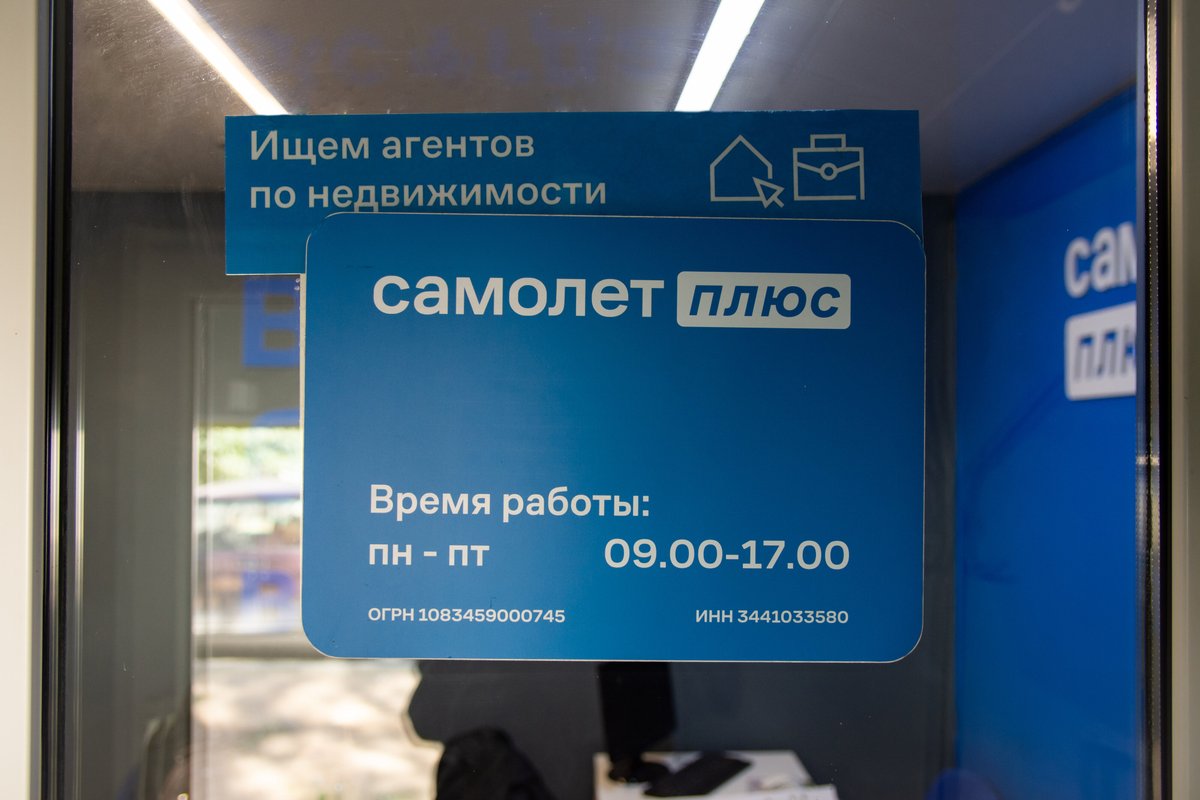 Ищем агентов
по недвижимости
самолет плюс
Время работы:
пн - пт 09.00-17.00
ОГРН 1083459000745 ИНН 3441033580